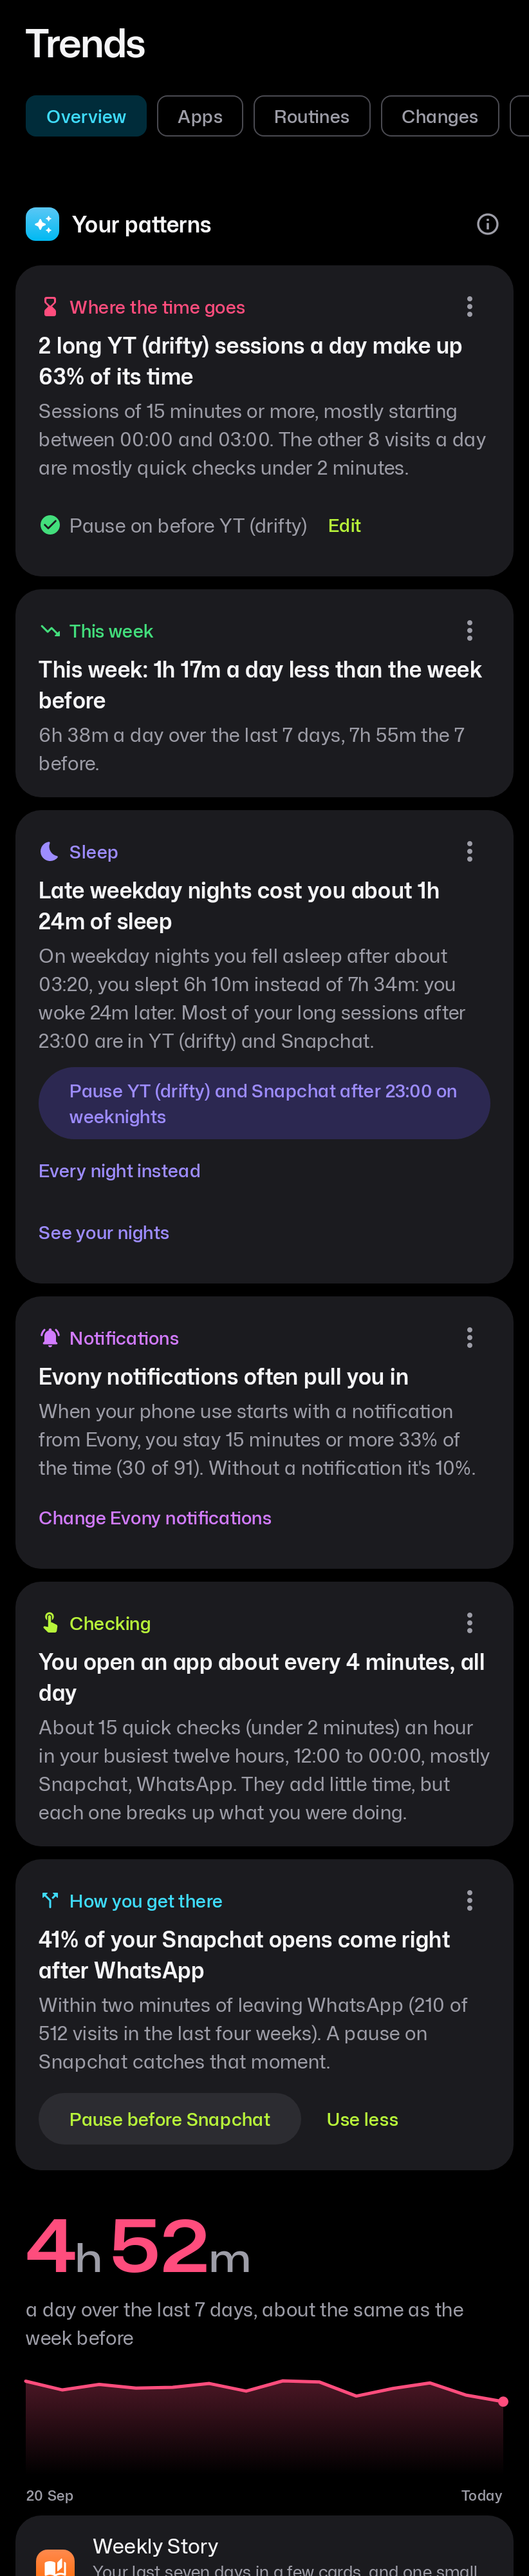 Trends
Overview
Apps
Routines
Changes
Your patterns
Where the time goes
2 long YT (drifty) sessions a day make up
63% of its time
Sessions of 15 minutes or more, mostly starting
between 00:00 and 03:00. The other 8 visits a day
are mostly quick checks under 2 minutes.
Pause on before YT (drifty)
Edit
This week
This week: 1h 17m a day less than the week
before
6h 38m a day over the last 7 days, 7h 55m the 7
before.
Sleep
Late weekday nights cost you about 1h
24m of sleep
On weekday nights you fell asleep after about
03:20, you slept 6h 10m instead of 7h 34m: you
woke 24m later. Most of your long sessions after
23:00 are in YT (drifty) and Snapchat.
Pause YT (drifty) and Snapchat after 23:00 on
weeknights
Every night instead
See your nights
Notifications
Evony notifications often pull you in
When your phone use starts with a notification
from Evony, you stay 15 minutes or more 33% of
the time (30 of 91). Without a notification it's 10%.
Change Evony notifications
Checking
You open an app about every 4 minutes, all
day
About 15 quick checks (under 2 minutes) an hour
in your busiest twelve hours, 12:00 to 00:00, mostly
Snapchat, WhatsApp. They add little time, but
each one breaks up what you were doing.
How you get there
41% of your Snapchat opens come right
after WhatsApp
Within two minutes of leaving WhatsApp (210 of
512 visits in the last four weeks). A pause on
Snapchat catches that moment.
Pause before Snapchat
Use less
4h 52m
a day over the last 7 days, about the same as the
week before
20 Sep
Today
Weekly Story
Your last seven days in a few cards, and one small